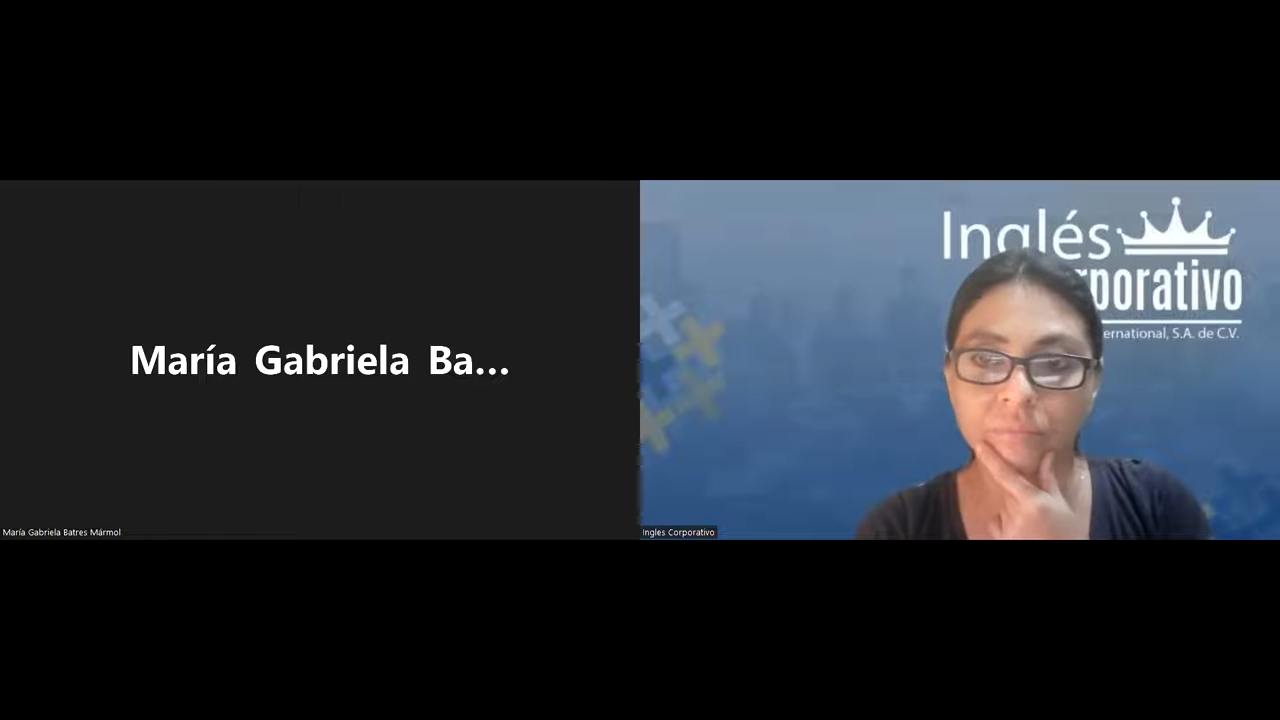 María Gabriela Ba...
María Gabriela Batres Mármol
Inglés
rporativo
ernational, S.A. de C.V.
Ingles Corporativo